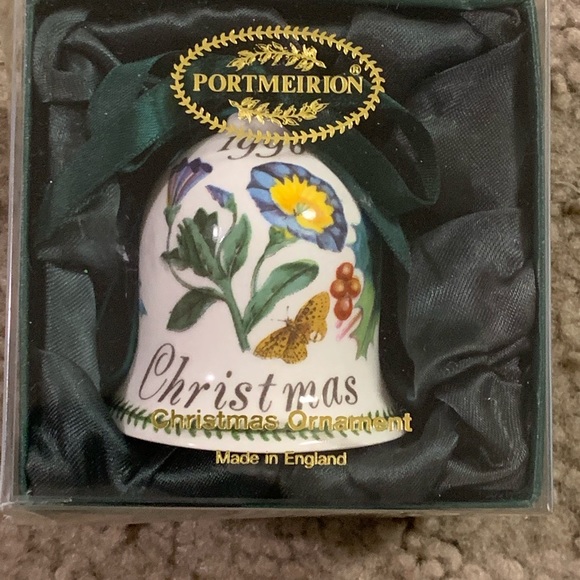 PORTMEIRION®
Christmas
Christmas Ornament
Made in England